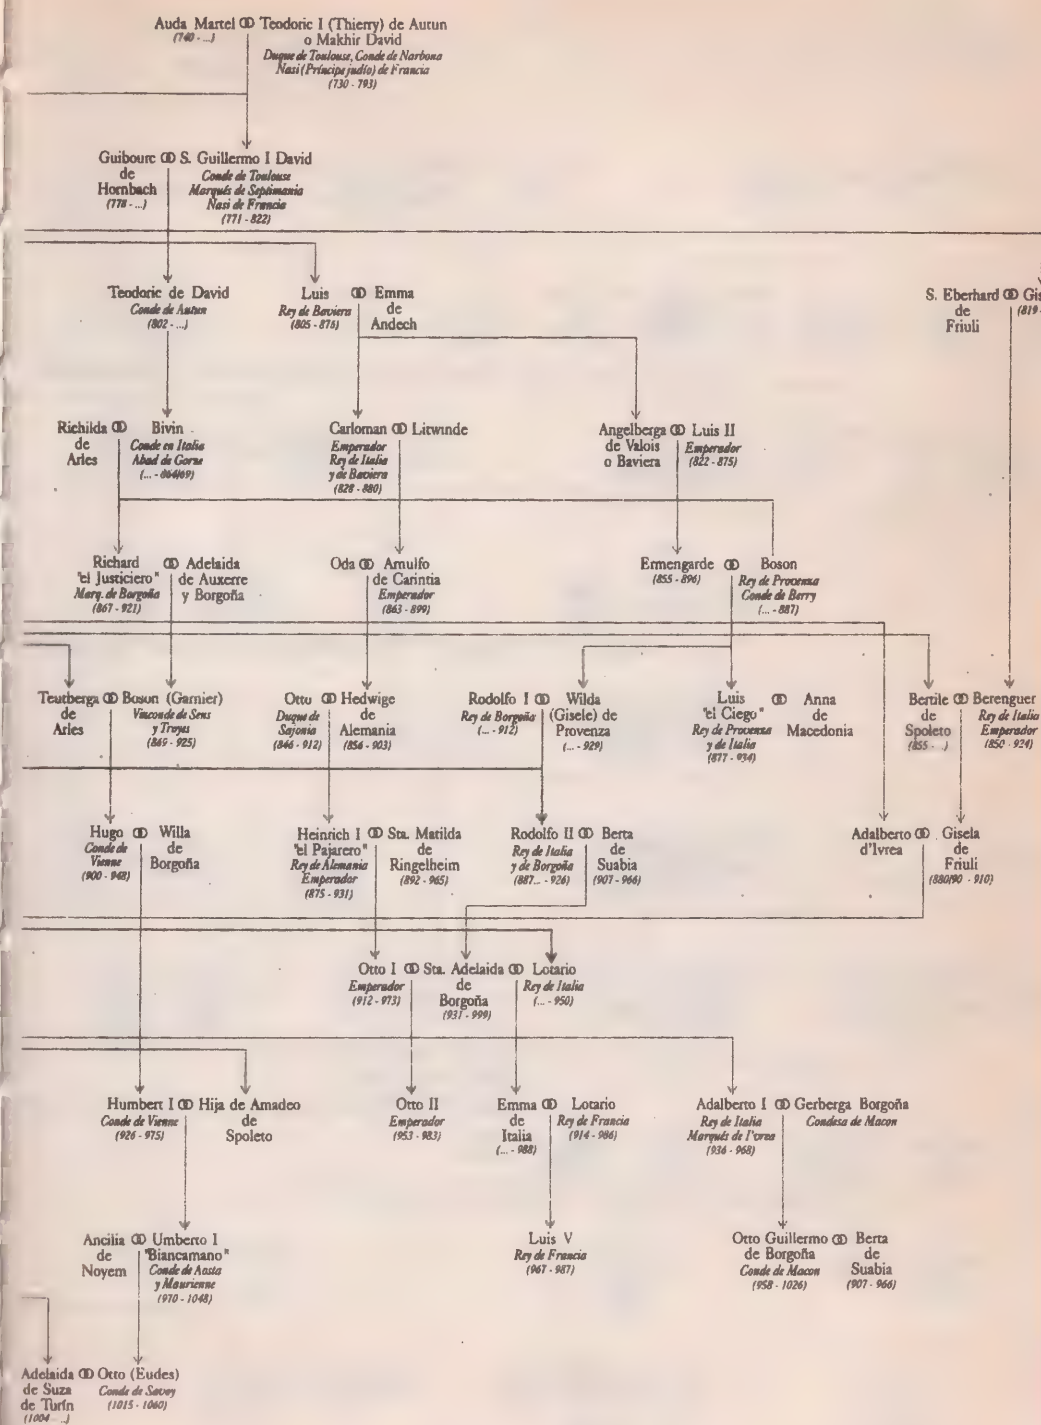 Auda Martel ⚭ Teodoric I (Thierry) de Autun
(740 - ...) o Makhir David
Duque de Toulouse, Conde de Narbona
Nasi (Príncipe judío) de Francia
(730 - 793)
Guibourc ⚭ S. Guillermo I David
de
Hornbach
(778 - ...)
Conde de Toulouse
Marqués de Septimania
Nasi de Francia
(771 - 822)
Teodoric de David
Conde de Autun
(802 - ...)
Luis ⚭ Emma
Rey de Baviera
(805 - 876)
de
Andech
S. Eberhard ⚭ Gis
de
Friuli
(819 -
Richilda ⚭ Bivin
de
Arles
Conde en Italia
Abad de Gorze
(... - 864/69)
Carloman ⚭ Litwinde
Emperador
Rey de Italia
y de Baviera
(828 - 880)
Angelberga ⚭ Luis II
de Valois
o Baviera
Emperador
(822 - 875)
Richard ⚭ Adelaida
"el Justiciero"
Marq. de Borgoña
(867 - 921)
de Auxerre
y Borgoña
Oda ⚭ Arnulfo
de Carintia
Emperador
(863 - 899)
Ermengarde ⚭ Boson
(855 - 896)
Rey de Provenza
Conde de Berry
(... - 887)
Teutberga ⚭ Boson (Garnier)
de
Arles
Vizconde de Sens
y Troyes
(869 - 925)
Otto ⚭ Hedwige
Duque de
Sajonia
(846 - 912)
de
Alemania
(856 - 903)
Rodolfo I ⚭ Wilda
Rey de Borgoña
(... - 912)
(Gisele) de
Provenza
(... - 929)
Luis ⚭ Anna
"el Ciego"
Rey de Provenza
y de Italia
(877 - 934)
de
Macedonia
Bertile ⚭ Berenguer
de
Spoleto
(855 - ...)
Rey de Italia
Emperador
(850 - 924)
Hugo ⚭ Willa
Conde de
Vienne
(900 - 948)
de
Borgoña
Heinrich I ⚭ Sta. Matilda
"el Pajarero"
Rey de Alemania
Emperador
(875 - 931)
de
Ringelheim
(892 - 965)
Rodolfo II ⚭ Berta
Rey de Italia
y de Borgoña
(887... - 926)
de
Suabia
(907 - 966)
Adalberto ⚭ Gisela
d'Ivrea
de
Friuli
(880/90 - 910)
Otto I ⚭ Sta. Adelaida ⚭ Lotario
Emperador
(912 - 973)
de
Borgoña
(931 - 999)
Rey de Italia
(... - 950)
Humbert I ⚭ Hija de Amadeo
Conde de Vienne
(926 - 975)
de
Spoleto
Otto II
Emperador
(953 - 983)
Emma ⚭ Lotario
de
Italia
(... - 988)
Rey de Francia
(914 - 986)
Adalberto I ⚭ Gerberga Borgoña
Rey de Italia
Marqués de Ivrea
(936 - 968)
Condesa de Macon
Ancilia ⚭ Umberto I
de
Noyem
"Biancamano"
Conde de Aosta
y Maurienne
(970 - 1048)
Luis V
Rey de Francia
(967 - 987)
Otto Guillermo ⚭ Berta
de Borgoña
Conde de Macon
(958 - 1026)
de
Suabia
(907 - 966)
Adelaida ⚭ Otto (Eudes)
de Suza
de Turín
(1004 - ...)
Conde de Savoy
(1015 - 1060)